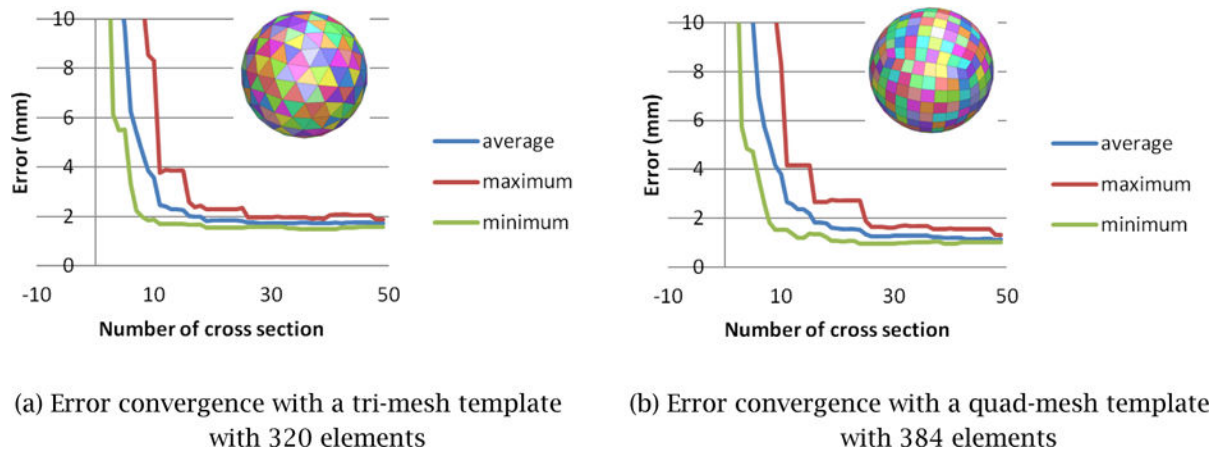 10
8
6
4
2
0
Error (mm)
-10
10
30
50
Number of cross section
average
maximum
minimum
10
8
6
4
2
0
Error (mm)
-10
10
30
50
Number of cross section
average
maximum
minimum
(a) Error convergence with a tri-mesh template
with 320 elements
(b) Error convergence with a quad-mesh template
with 384 elements